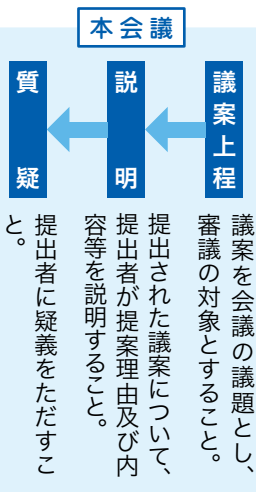 本会議
議案上程
議案を会議の議題とし、
審議の対象とすること。
説明
提出された議案について、
提出者が提案理由及び内
容等を説明すること。
質疑
提出者に疑義をただすこ
と。